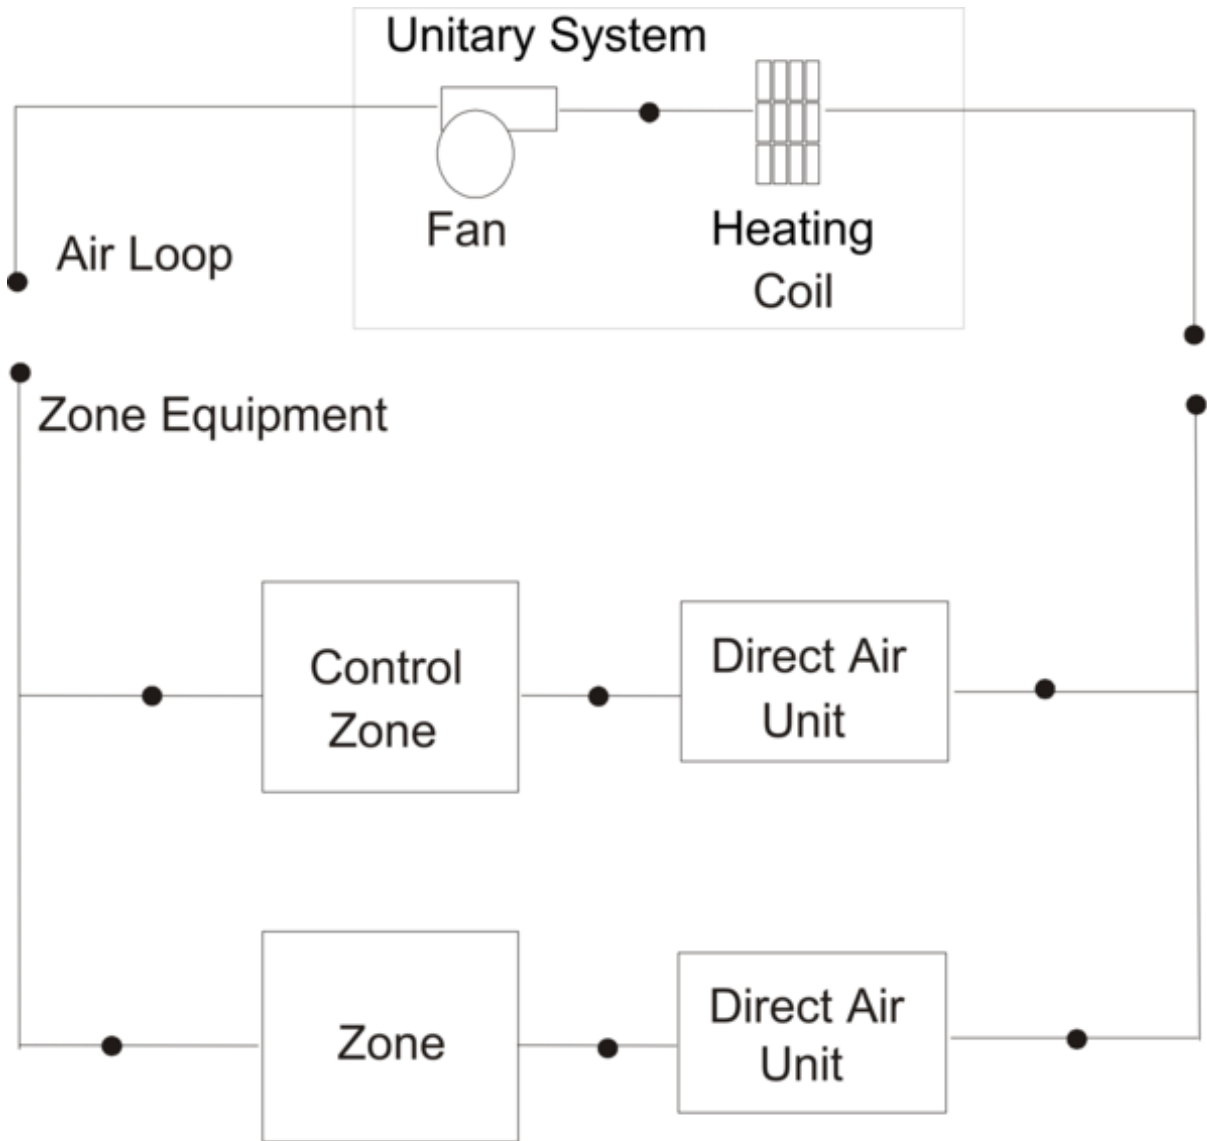 Unitary System
Fan
Heating
Coil
Air Loop
Zone Equipment
Control
Zone
Direct Air
Unit
Zone
Direct Air
Unit